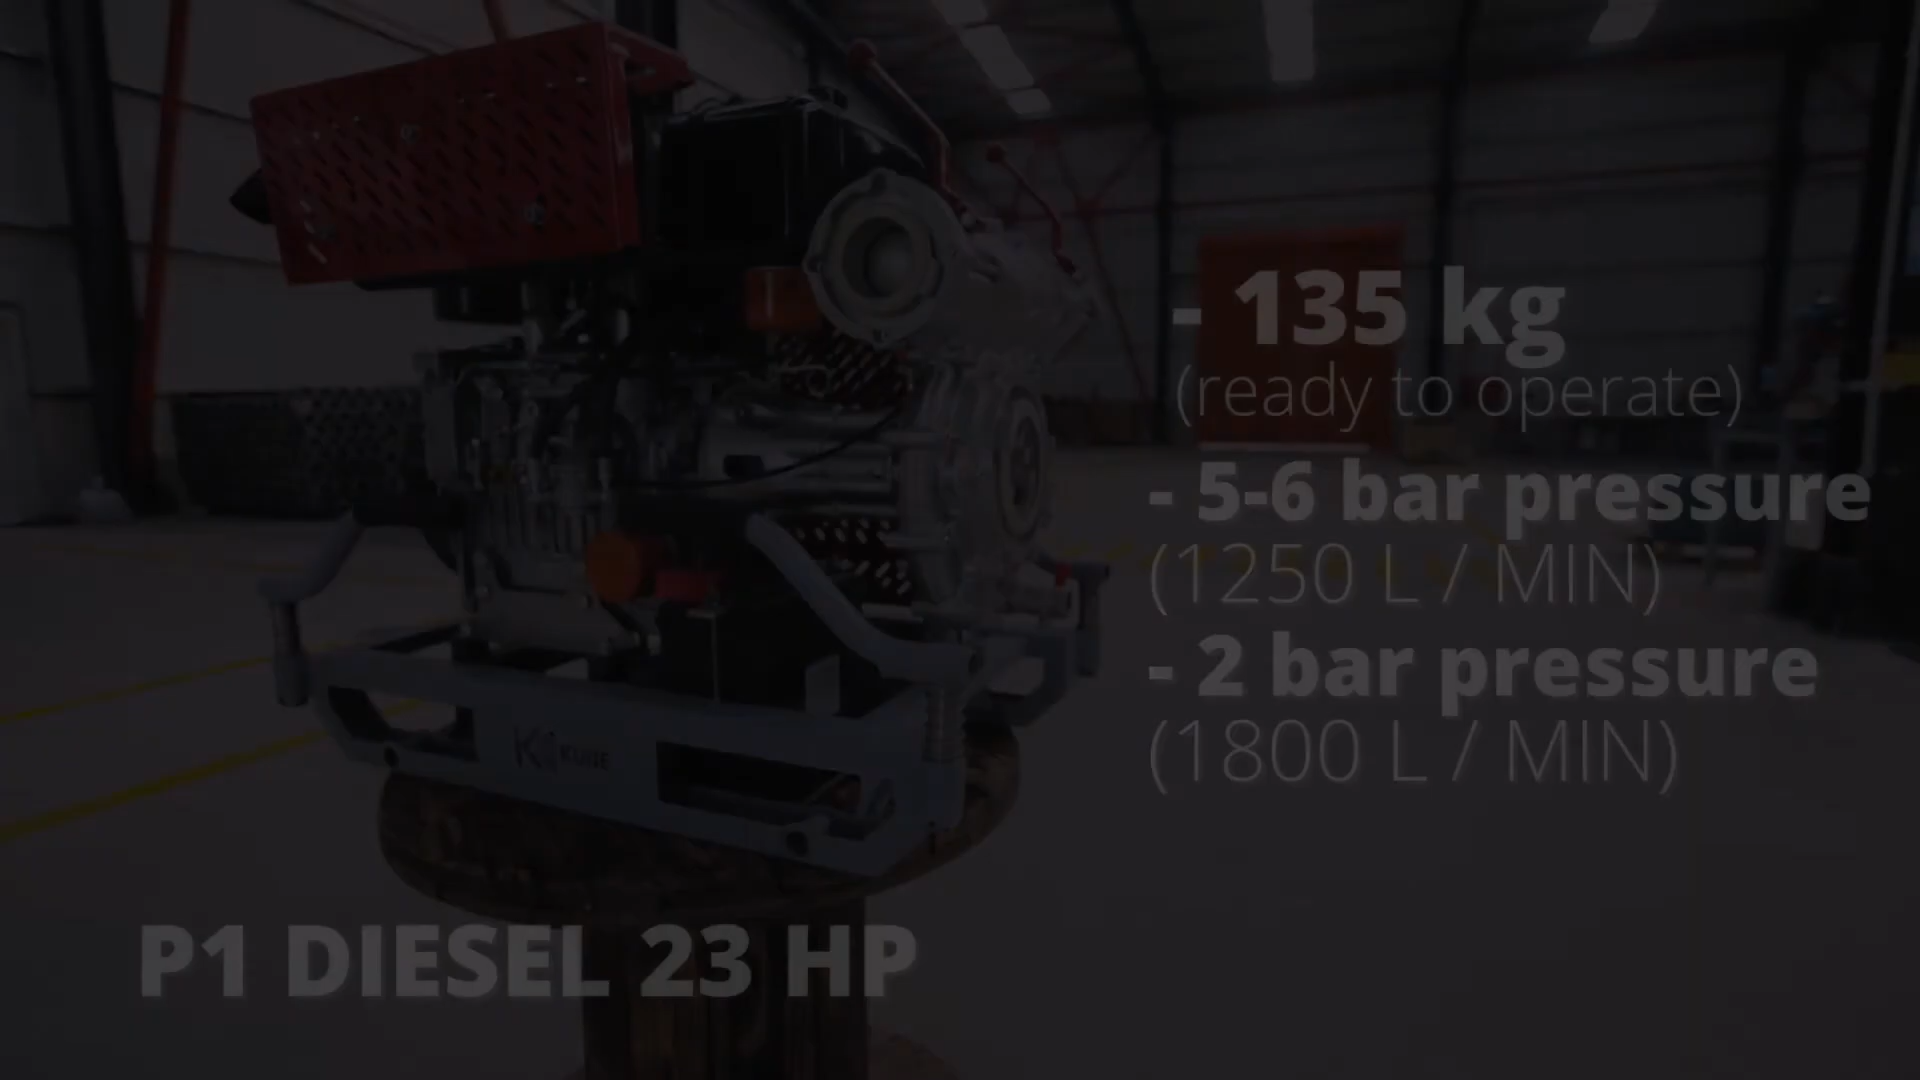 - 135 kg
(ready to operate)
- 5-6 bar pressure
(1250 L / MIN)
- 2 bar pressure
(1800 L / MIN)
KUNE
P1 DIESEL 23 HP